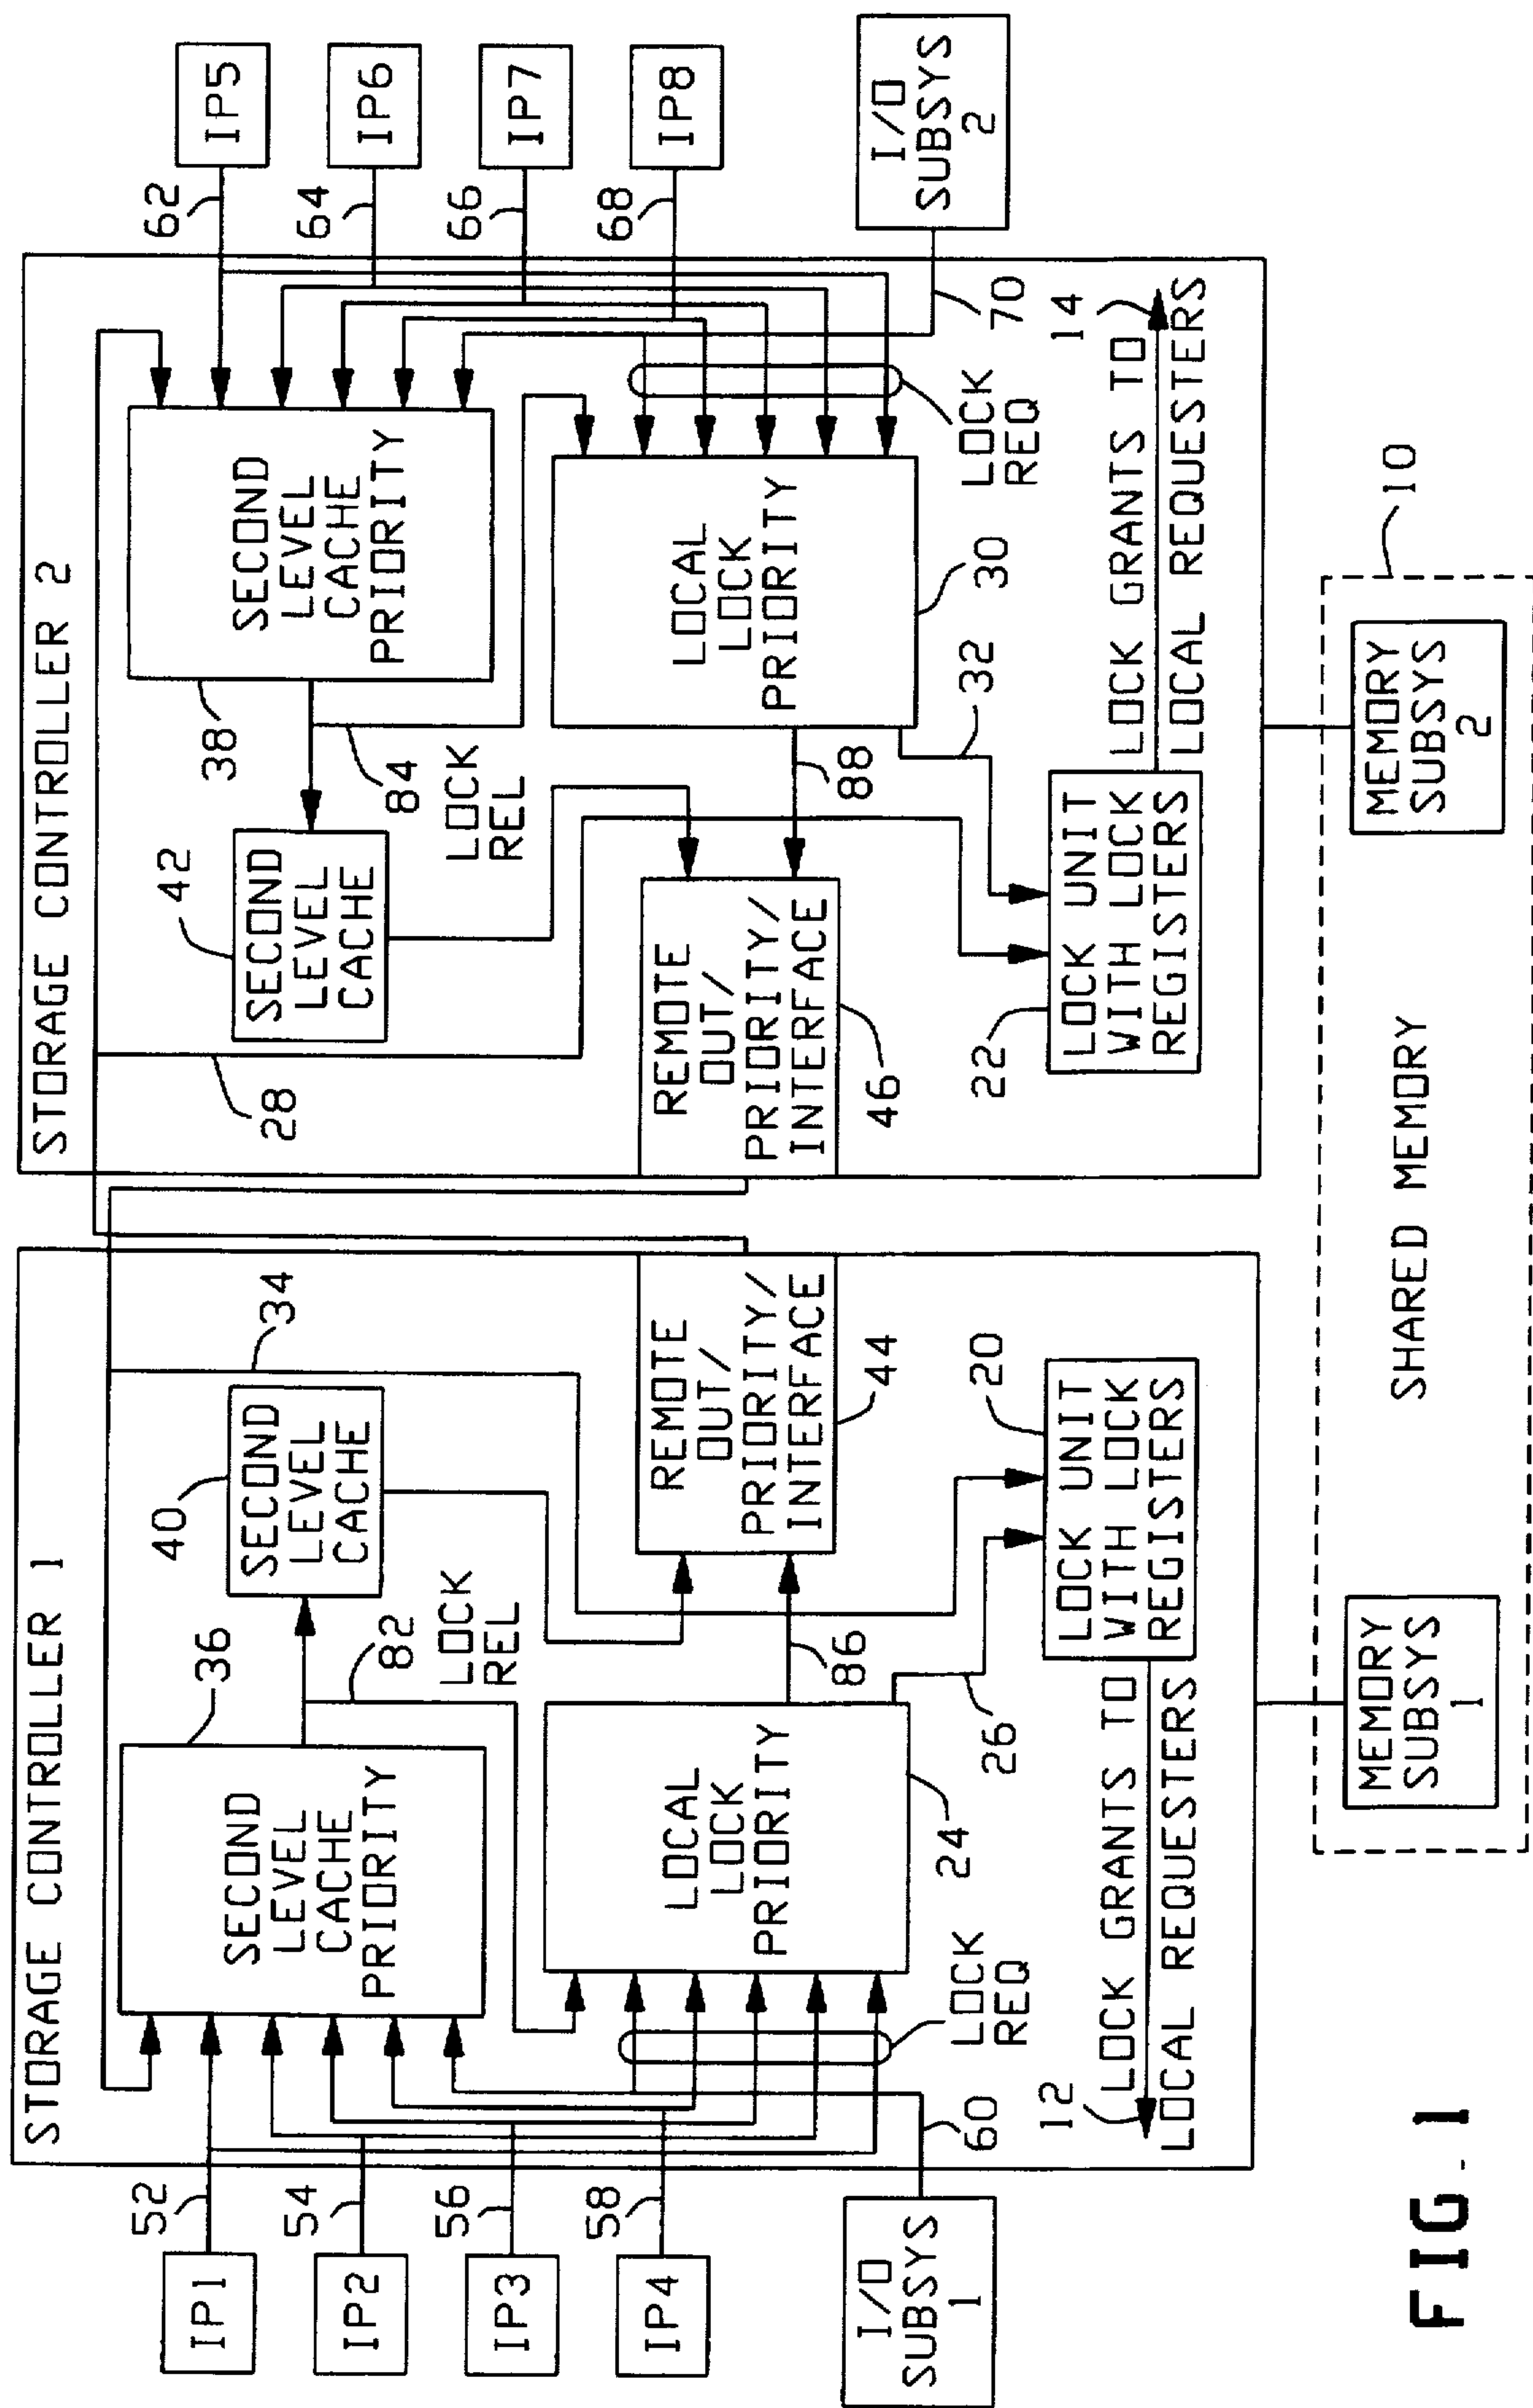 STORAGE CONTROLLER 1
STORAGE CONTROLLER 2
IP1
52
IP2
54
IP3
56
IP4
58
I/O
SUBSYS
1
60
SECOND
LEVEL
CACHE
PRIORITY
36
82
LOCK
REL
40
SECOND
LEVEL
CACHE
34
LOCAL
LOCK
PRIORITY
24
LOCK
REQ
86
26
REMOTE
OUT/
PRIORITY/
INTERFACE
44
20
LOCK UNIT
WITH LOCK
REGISTERS
12
LOCK GRANTS TO
LOCAL REQUESTERS
28
42
SECOND
LEVEL
CACHE
38
84
LOCK
REL
SECOND
LEVEL
CACHE
PRIORITY
REMOTE
OUT/
PRIORITY/
INTERFACE
46
88
LOCAL
LOCK
PRIORITY
30
32
LOCK
REQ
22
LOCK UNIT
WITH LOCK
REGISTERS
LOCK GRANTS TO
LOCAL REQUESTERS
14
62
IP5
64
IP6
66
IP7
68
IP8
70
I/O
SUBSYS
2
MEMORY
SUBSYS
1
SHARED MEMORY
MEMORY
SUBSYS
2
10
FIG. 1